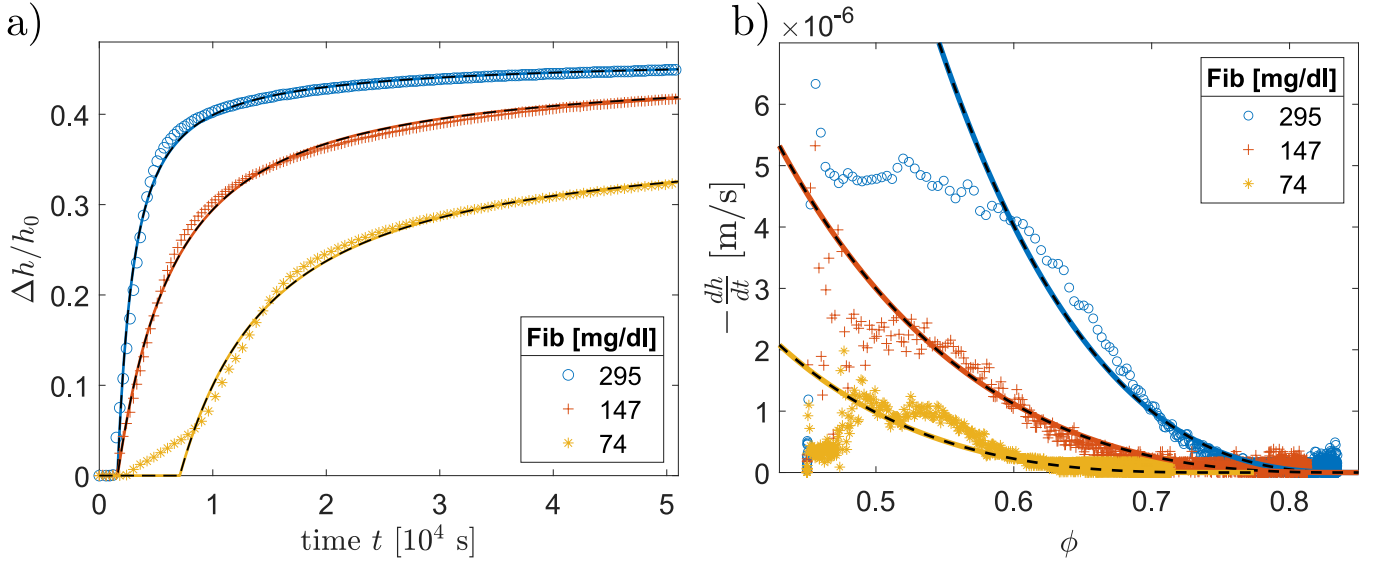 a)
Δh/h₀
0.4
0.3
0.2
0.1
0
0 1 2 3 4 5
time t [10⁴ s]
Fib [mg/dl]
295
147
74
b)
×10⁻⁶
−dh/dt [m/s]
6
5
4
3
2
1
0
0.5 0.6 0.7 0.8
ϕ
Fib [mg/dl]
295
147
74